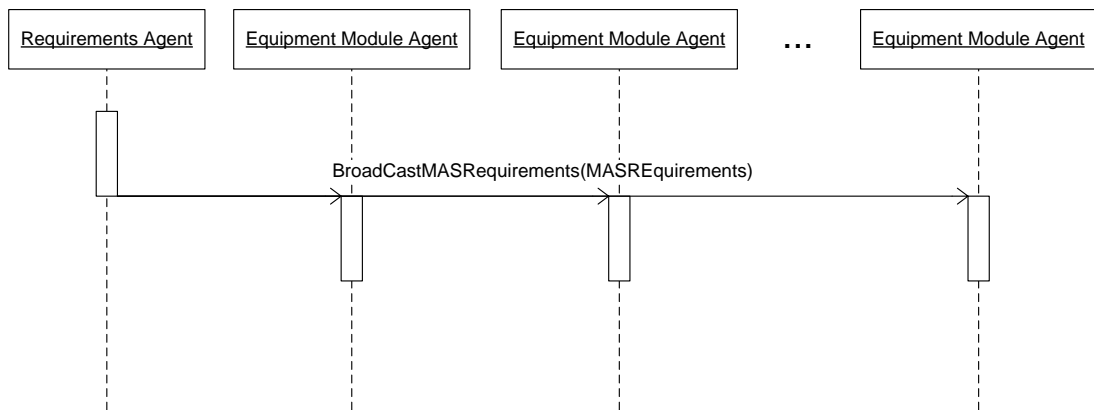 Requirements Agent
Equipment Module Agent
Equipment Module Agent
...
Equipment Module Agent
BroadCastMASRequirements(MASREquirements)